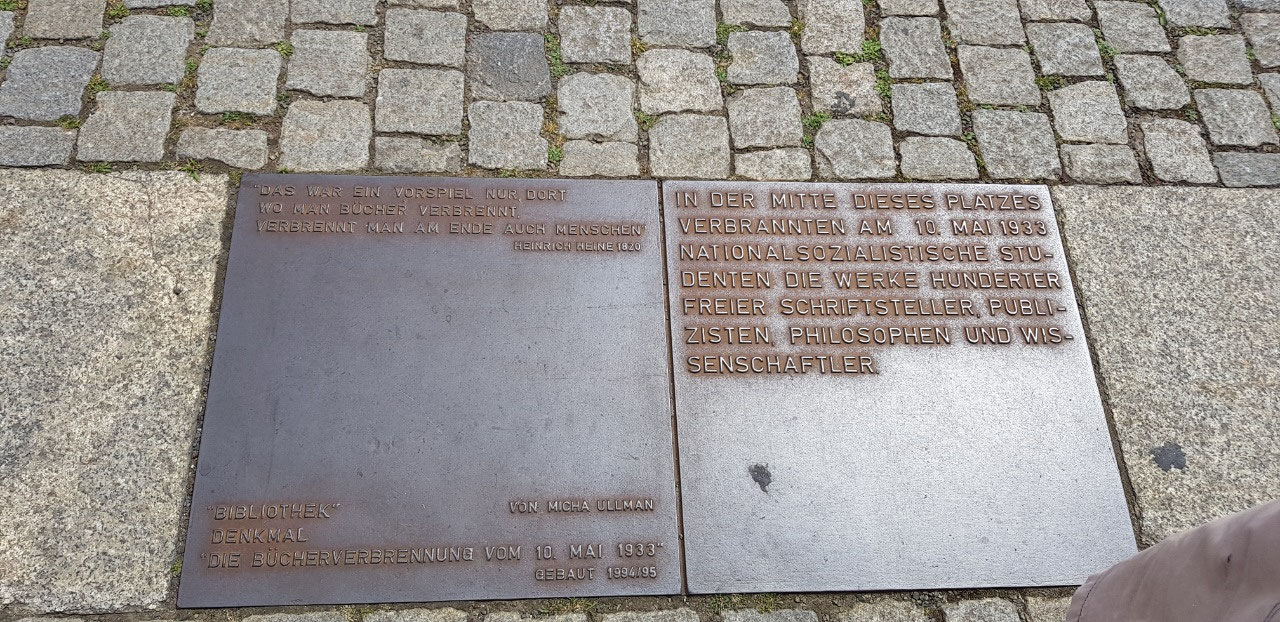 "DAS WAR EIN VORSPIEL NUR, DORT
WO MAN BÜCHER VERBRENNT,
VERBRENNT MAN AM ENDE AUCH MENSCHEN"
HEINRICH HEINE 1820
"BIBLIOTHEK"
VON MICHA ULLMAN
DENKMAL
"DIE BÜCHERVERBRENNUNG VOM 10. MAI 1933"
GEBAUT 1994/95
IN DER MITTE DIESES PLATZES
VERBRANNTEN AM 10. MAI 1933
NATIONALSOZIALISTISCHE STU-
DENTEN DIE WERKE HUNDERTER
FREIER SCHRIFTSTELLER, PUBLI-
ZISTEN, PHILOSOPHEN UND WIS-
SENSCHAFTLER.